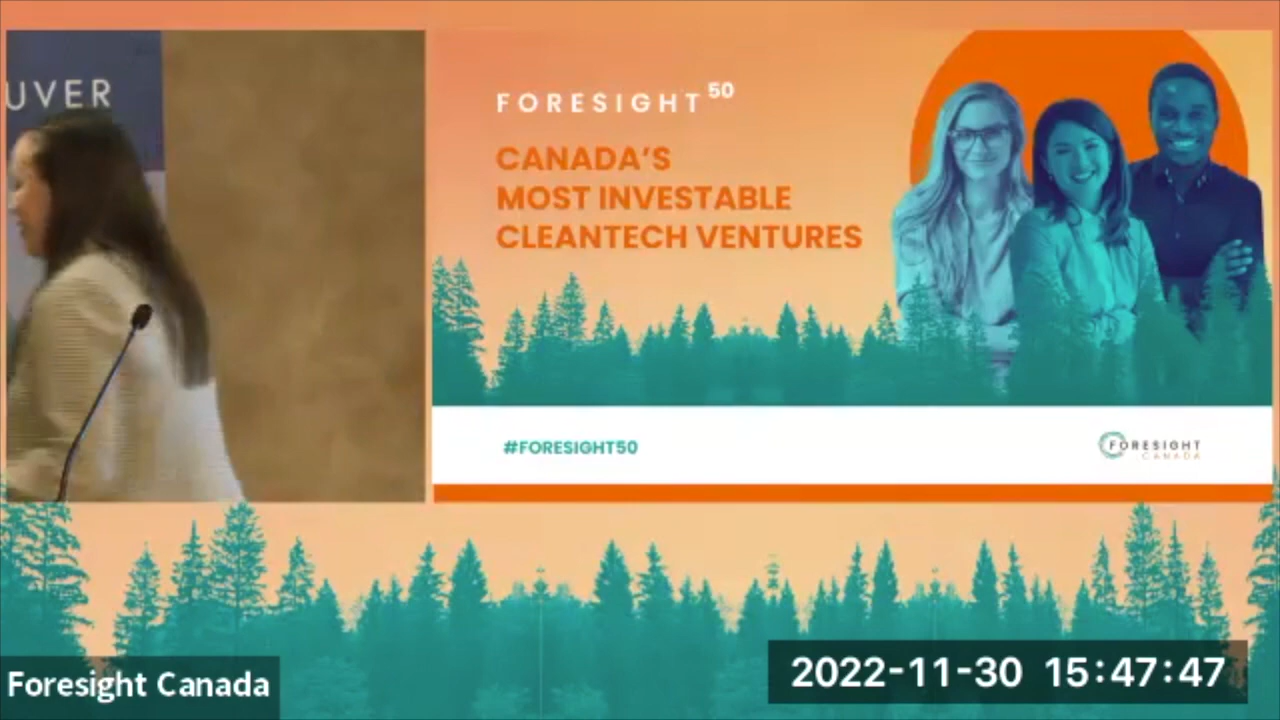 UVER
FORESIGHT 50
CANADA'S
MOST INVESTABLE
CLEANTECH VENTURES
#FORESIGHT50
FORESIGHT
CANADA
Foresight Canada
2022-11-30 15:47:47